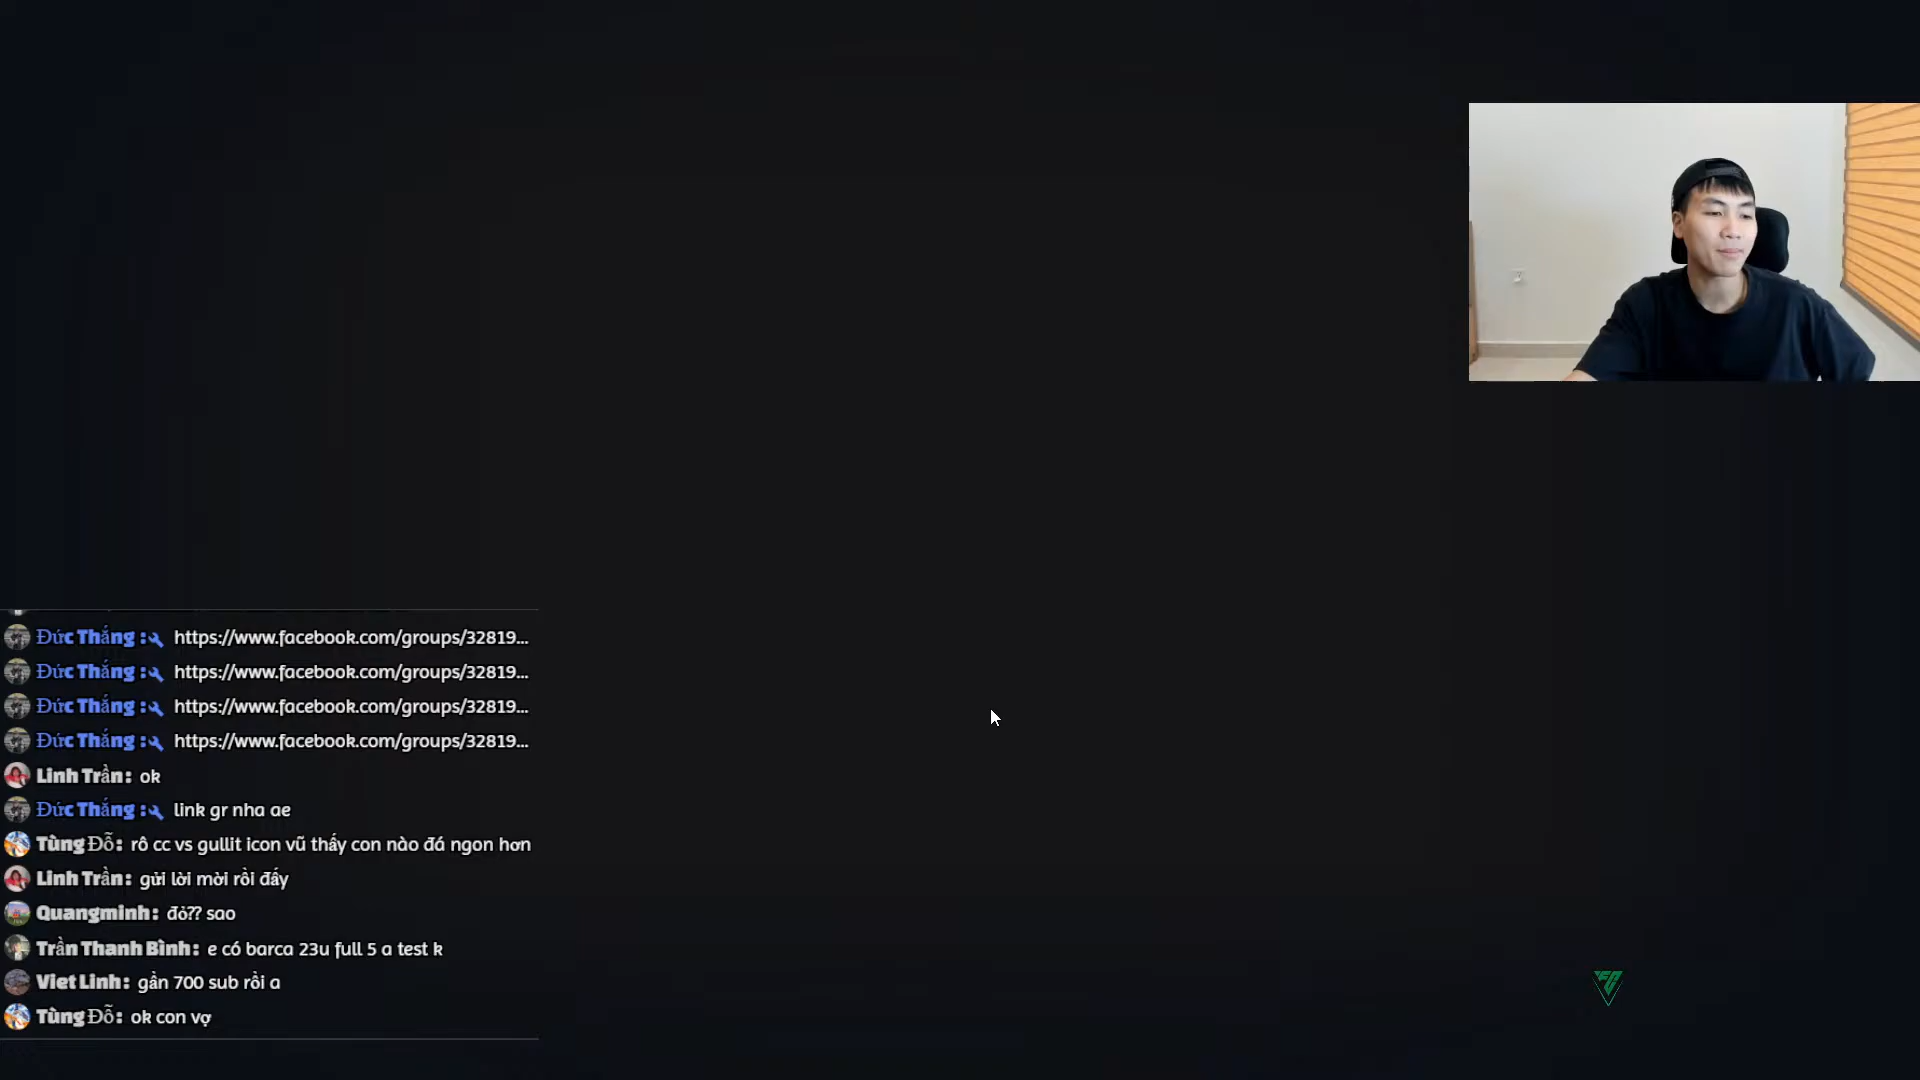 Đức Thắng : https://www.facebook.com/groups/32819...
Đức Thắng : https://www.facebook.com/groups/32819...
Đức Thắng : https://www.facebook.com/groups/32819...
Đức Thắng : https://www.facebook.com/groups/32819...
Linh Trần : ok
Đức Thắng : link gr nha ae
Tùng Đỗ : rô cc vs gullit icon vũ thấy con nào đá ngon hơn
Linh Trần : gửi lời mời rồi đấy
Quangminh : đỏ?? sao
Trần Thanh Bình : e có barca 23u full 5 a test k
Viet Linh : gần 700 sub rồi a
Tùng Đỗ : ok con vợ